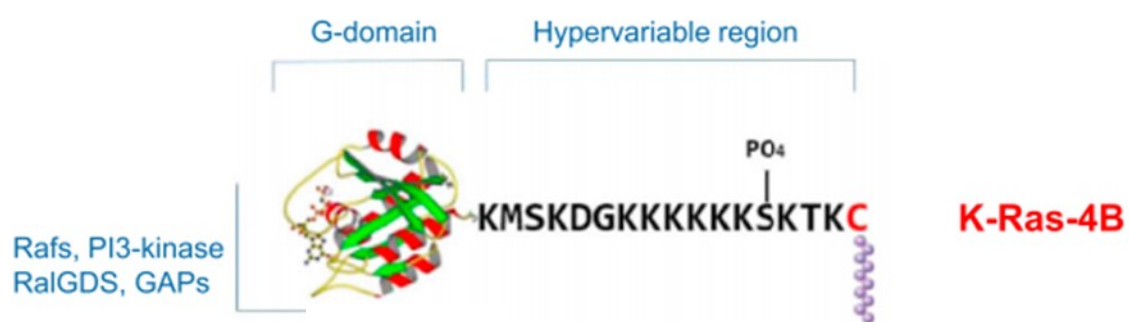 G-domain
Hypervariable region
PO₄
KMSKDGKKKKKKSKTKC
K-Ras-4B
Rafs, PI3-kinase
RalGDS, GAPs